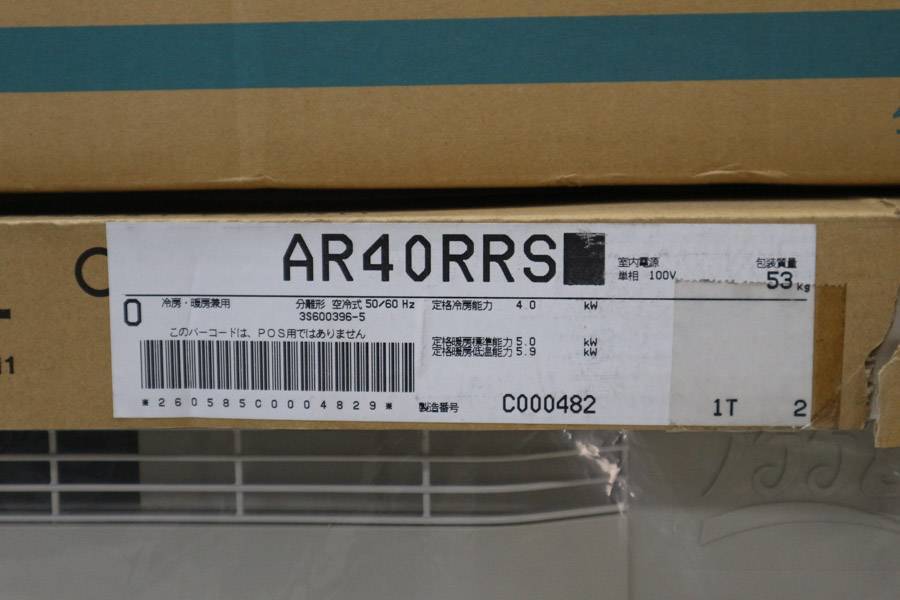 AR40RRS
室内電源
単相 100V
包装質量
53 kg
O
冷房・暖房兼用
分離形 空冷式 50/60 Hz
3S600396-5
定格冷房能力 4.0 kW
このバーコードは、POS用ではありません
定格暖房標準能力 5.0 kW
定格暖房低温能力 5.9 kW
*260585C0004829*
製造番号 C000482
1T 2